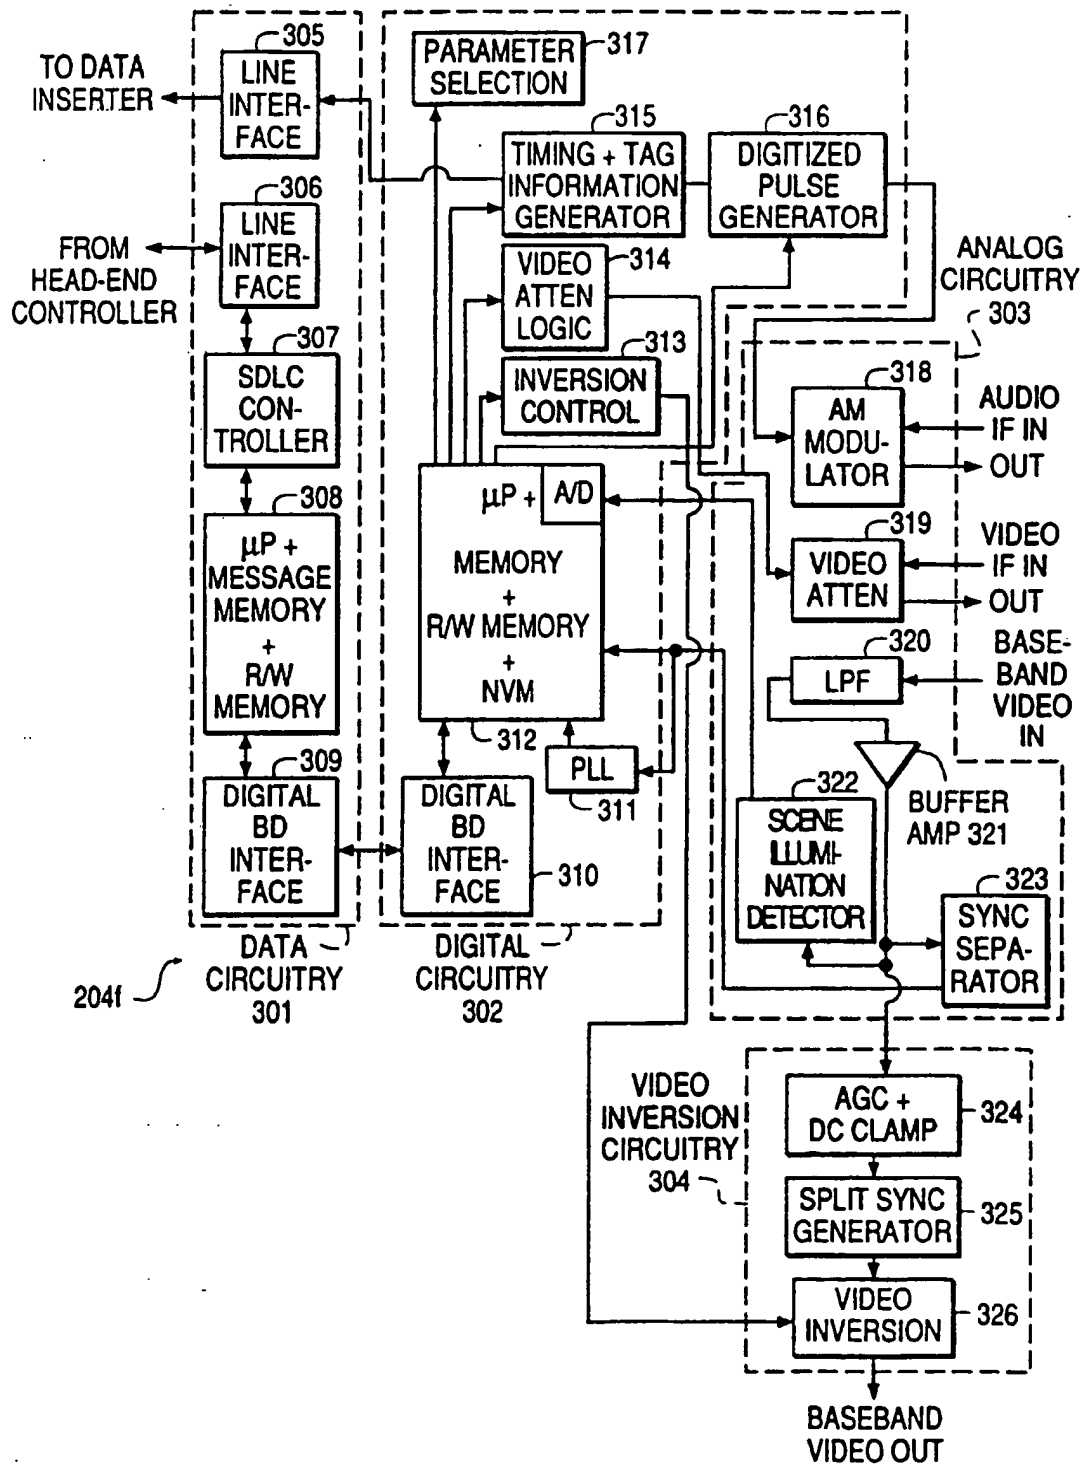 305
TO DATA
INSERTER
LINE
INTER-
FACE
306
FROM
HEAD-END
CONTROLLER
LINE
INTER-
FACE
307
SDLC
CON-
TROLLER
308
µP +
MESSAGE
MEMORY
+
R/W
MEMORY
309
DIGITAL
BD
INTER-
FACE
DATA
CIRCUITRY
301
204f
PARAMETER
SELECTION
317
315
TIMING + TAG
INFORMATION
GENERATOR
316
DIGITIZED
PULSE
GENERATOR
314
VIDEO
ATTEN
LOGIC
313
INVERSION
CONTROL
µP +
A/D
MEMORY
+
R/W MEMORY
+
NVM
312
PLL
311
DIGITAL
BD
INTER-
FACE
310
DIGITAL
CIRCUITRY
302
ANALOG
CIRCUITRY
303
318
AM
MODU-
LATOR
AUDIO
IF IN
OUT
319
VIDEO
ATTEN
VIDEO
IF IN
OUT
320
LPF
BASE-
BAND
VIDEO
IN
BUFFER
AMP 321
322
SCENE
ILLUMI-
NATION
DETECTOR
323
SYNC
SEPA-
RATOR
VIDEO
INVERSION
CIRCUITRY
304
AGC +
DC CLAMP
324
SPLIT SYNC
GENERATOR
325
VIDEO
INVERSION
326
BASEBAND
VIDEO OUT